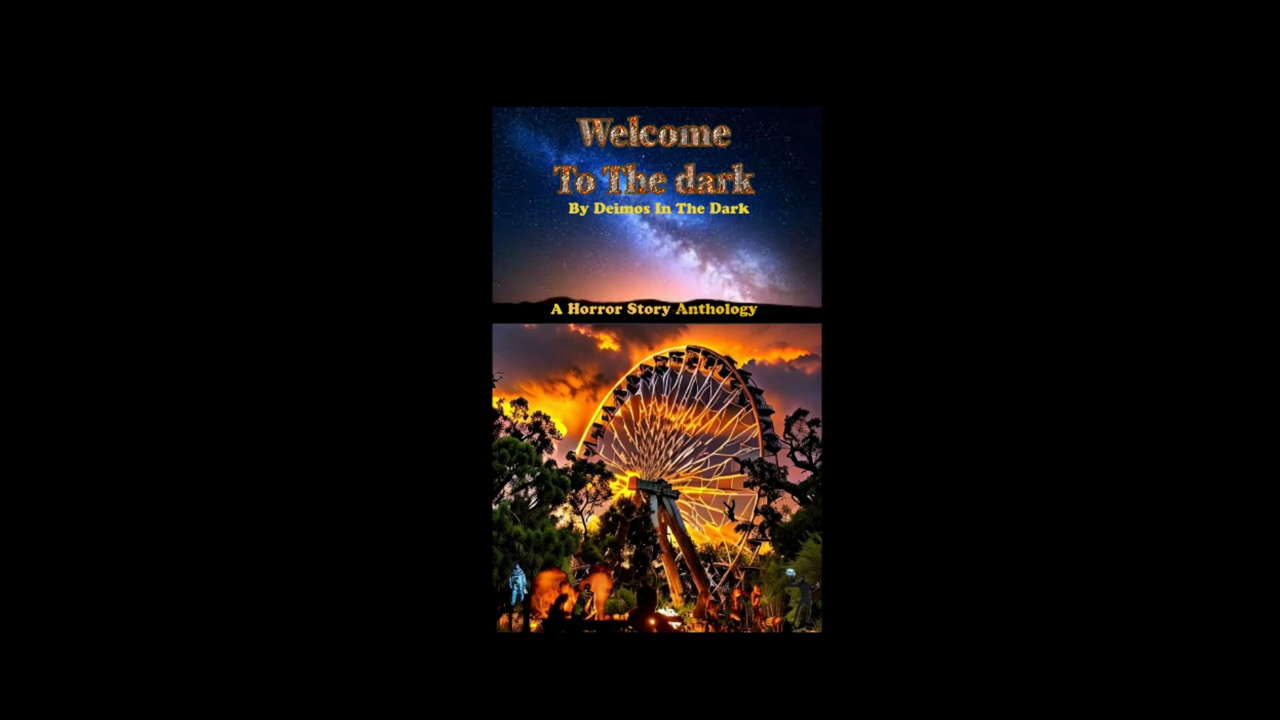 Welcome
To The dark
By Deimos In The Dark
A Horror Story Anthology